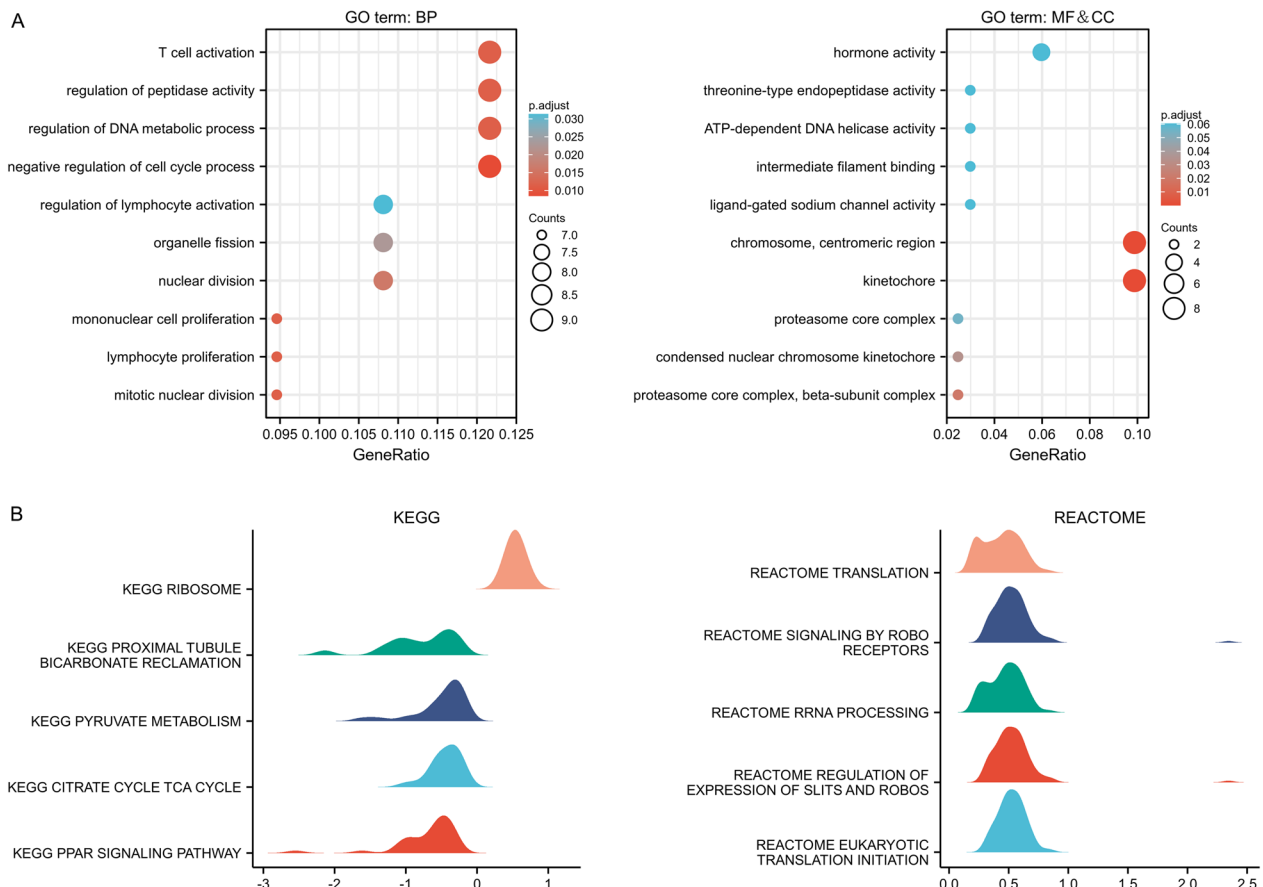 A
GO term: BP
T cell activation
regulation of peptidase activity
regulation of DNA metabolic process
negative regulation of cell cycle process
regulation of lymphocyte activation
organelle fission
nuclear division
mononuclear cell proliferation
lymphocyte proliferation
mitotic nuclear division
0.095 0.100 0.105 0.110 0.115 0.120 0.125
GeneRatio
p.adjust
0.030
0.025
0.020
0.015
0.010
Counts
7.0
7.5
8.0
8.5
9.0
GO term: MF&CC
hormone activity
threonine-type endopeptidase activity
ATP-dependent DNA helicase activity
intermediate filament binding
ligand-gated sodium channel activity
chromosome, centromeric region
kinetochore
proteasome core complex
condensed nuclear chromosome kinetochore
proteasome core complex, beta-subunit complex
0.02 0.04 0.06 0.08 0.10
GeneRatio
p.adjust
0.06
0.05
0.04
0.03
0.02
0.01
Counts
2
4
6
8
B
KEGG
KEGG RIBOSOME
KEGG PROXIMAL TUBULE
BICARBONATE RECLAMATION
KEGG PYRUVATE METABOLISM
KEGG CITRATE CYCLE TCA CYCLE
KEGG PPAR SIGNALING PATHWAY
-3 -2 -1 0 1
REACTOME
REACTOME TRANSLATION
REACTOME SIGNALING BY ROBO
RECEPTORS
REACTOME RRNA PROCESSING
REACTOME REGULATION OF
EXPRESSION OF SLITS AND ROBOS
REACTOME EUKARYOTIC
TRANSLATION INITIATION
0.0 0.5 1.0 1.5 2.0 2.5